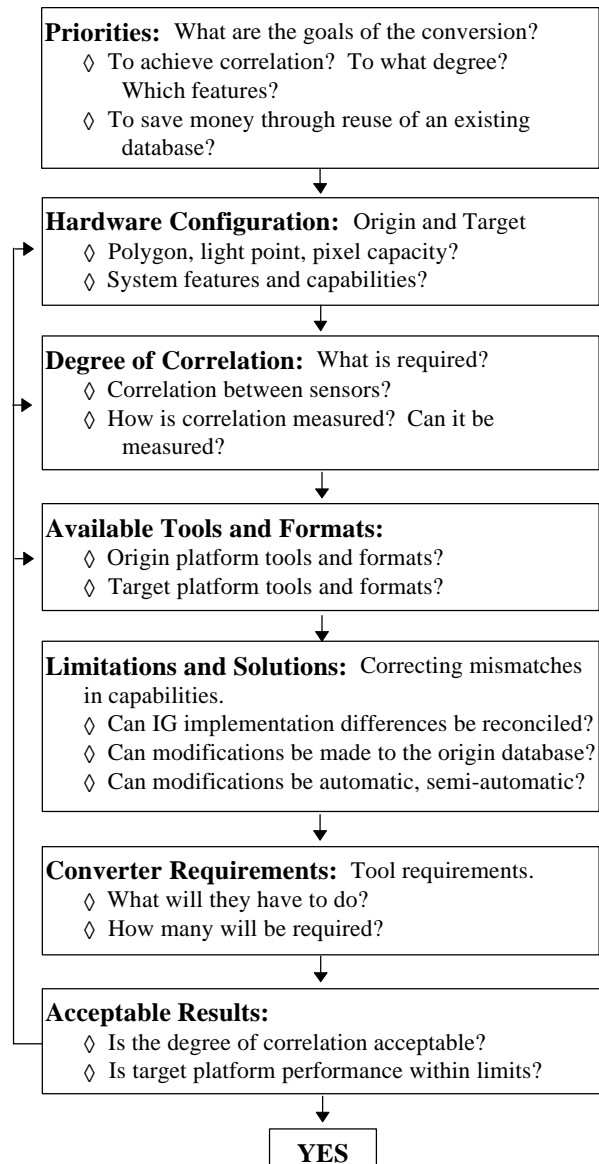 Priorities: What are the goals of the conversion?
◊ To achieve correlation? To what degree?
Which features?
◊ To save money through reuse of an existing
database?
Hardware Configuration: Origin and Target
◊ Polygon, light point, pixel capacity?
◊ System features and capabilities?
Degree of Correlation: What is required?
◊ Correlation between sensors?
◊ How is correlation measured? Can it be
measured?
Available Tools and Formats:
◊ Origin platform tools and formats?
◊ Target platform tools and formats?
Limitations and Solutions: Correcting mismatches
in capabilities.
◊ Can IG implementation differences be reconciled?
◊ Can modifications be made to the origin database?
◊ Can modifications be automatic, semi-automatic?
Converter Requirements: Tool requirements.
◊ What will they have to do?
◊ How many will be required?
Acceptable Results:
◊ Is the degree of correlation acceptable?
◊ Is target platform performance within limits?
YES